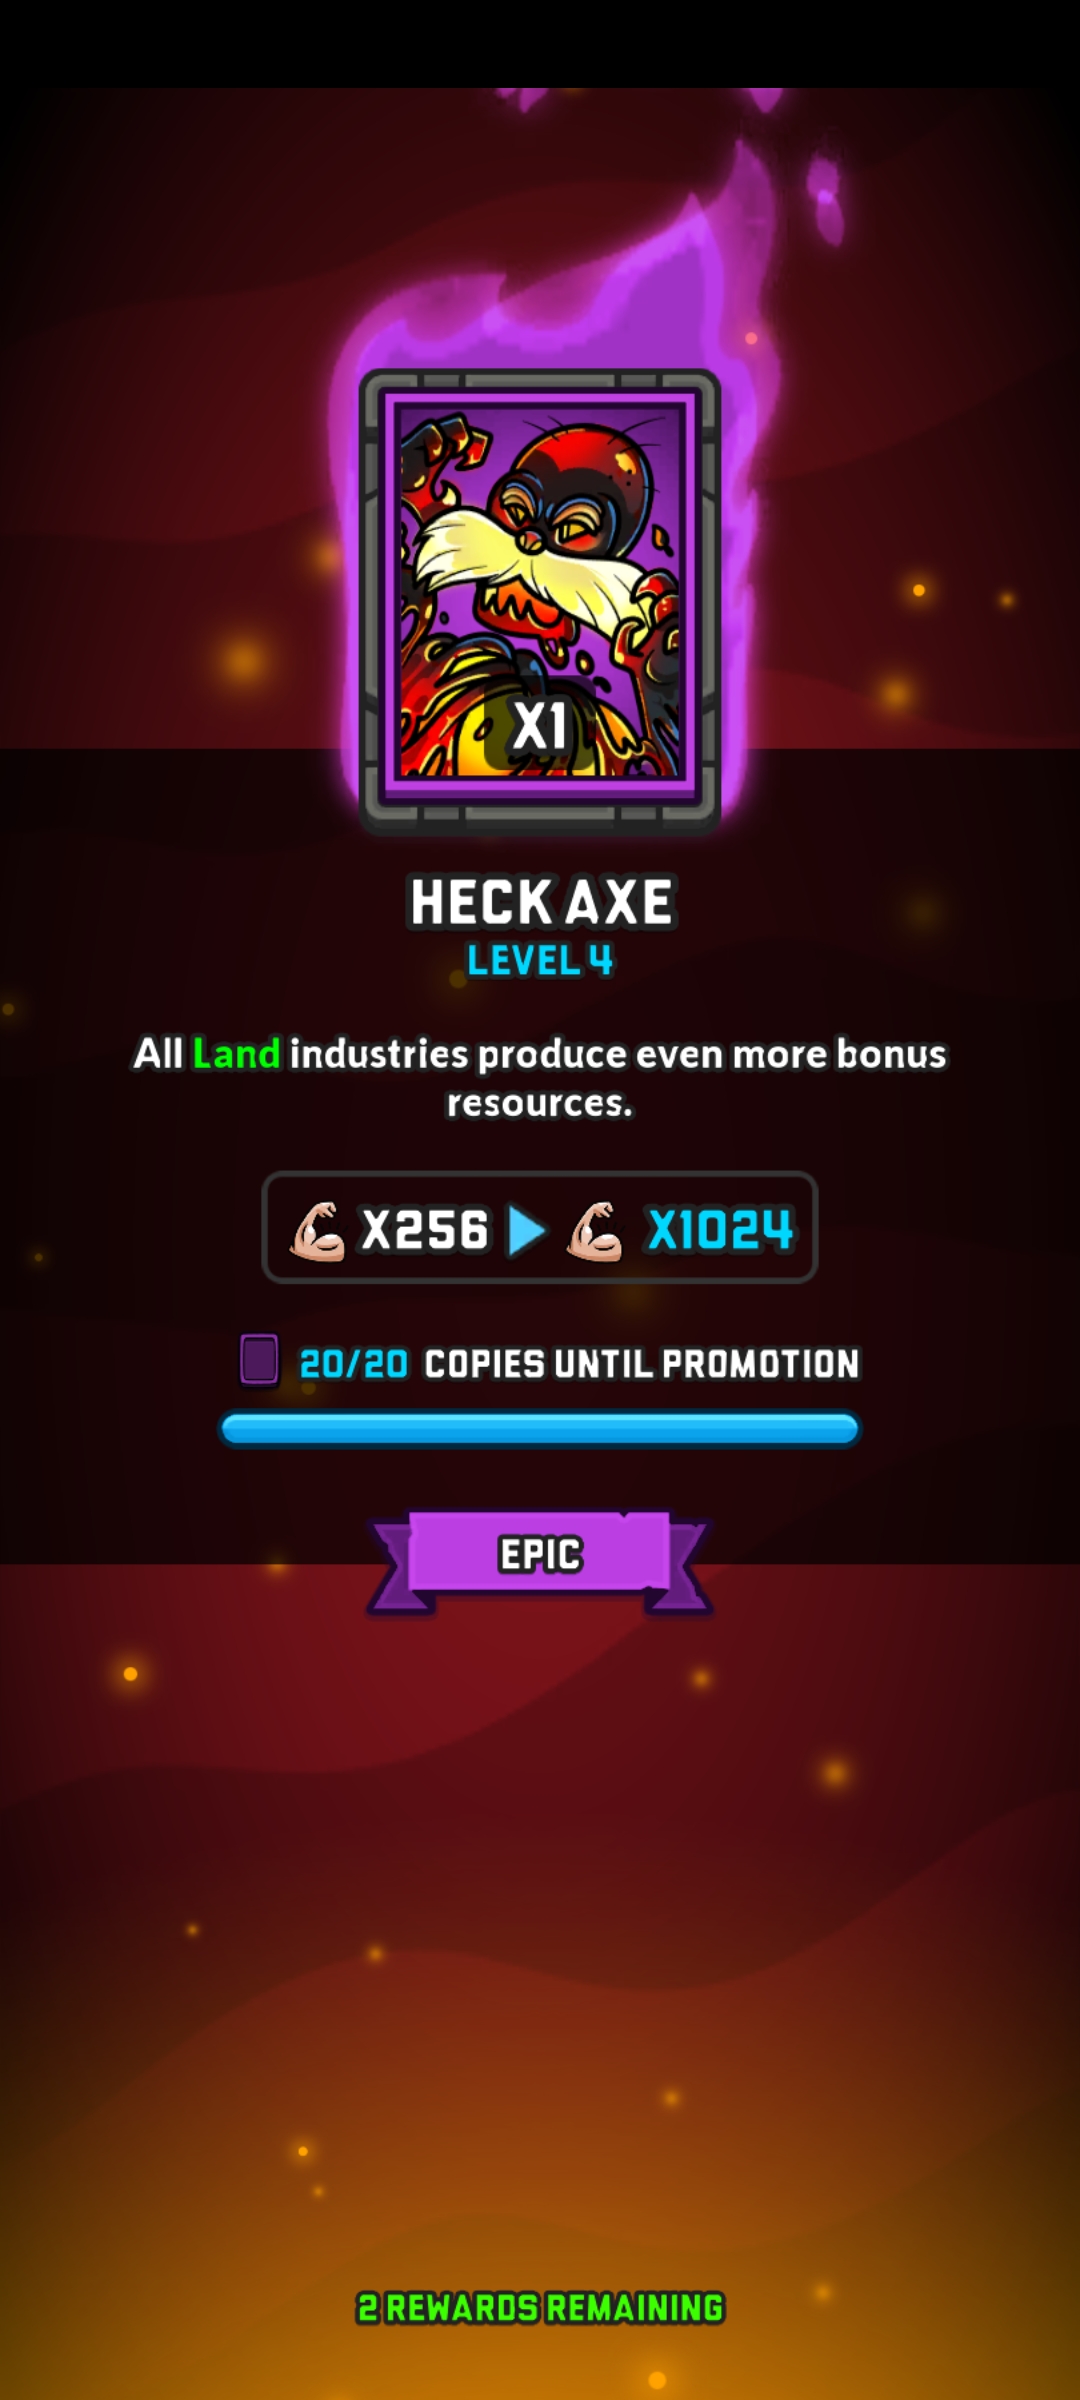 X1
HECK AXE
LEVEL 4
All Land industries produce even more bonus
resources.
X256 X1024
20/20 COPIES UNTIL PROMOTION
EPIC
2 REWARDS REMAINING